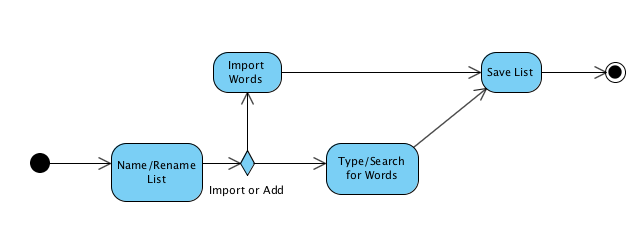 Import
Words
Save List
Name/Rename
List
Import or Add
Type/Search
for Words